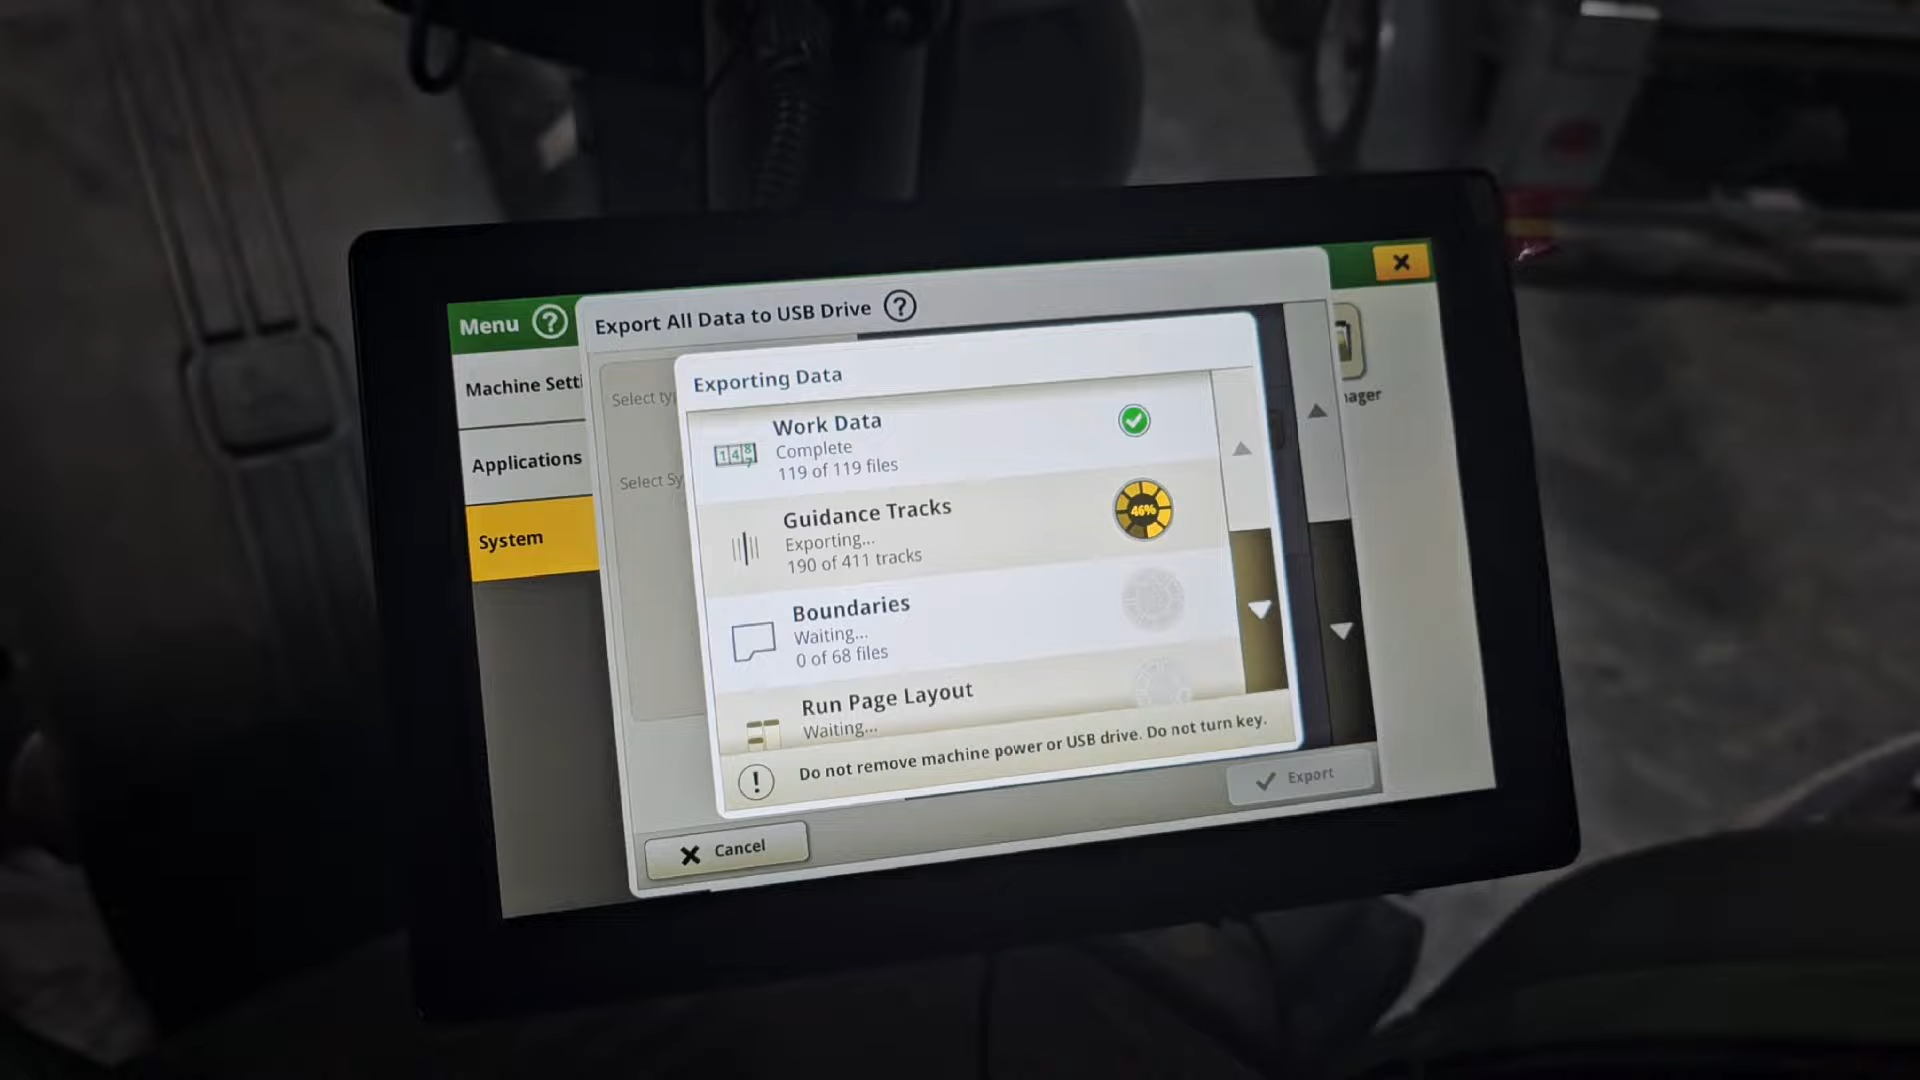 Menu ?
Export All Data to USB Drive ?
Machine Setti
Applications
System
Select ty
Select Sy
ager
Exporting Data
Work Data
Complete
119 of 119 files
Guidance Tracks
Exporting...
190 of 411 tracks
46%
Boundaries
Waiting...
0 of 68 files
Run Page Layout
Waiting...
! Do not remove machine power or USB drive. Do not turn key.
Export
Cancel